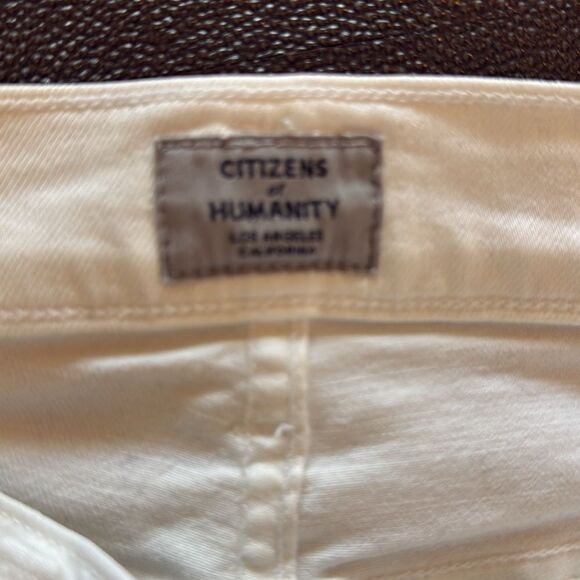 CITIZENS
of
HUMANITY
LOS ANGELES
CALIFORNIA